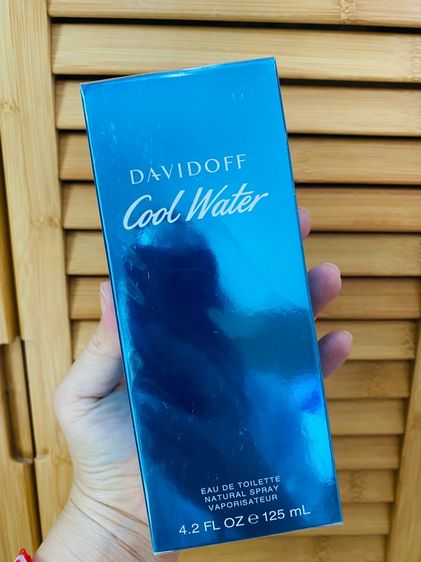 DAVIDOFF
Cool Water
EAU DE TOILETTE
NATURAL SPRAY
VAPORISATEUR
4.2 FL OZ ℮ 125 mL